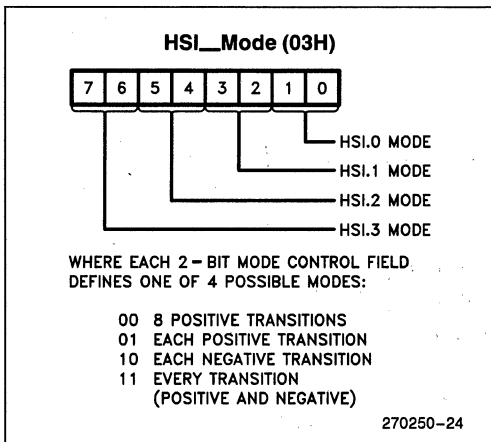 HSI__Mode (03H)
7 6 5 4 3 2 1 0
HSI.0 MODE
HSI.1 MODE
HSI.2 MODE
HSI.3 MODE
WHERE EACH 2-BIT MODE CONTROL FIELD
DEFINES ONE OF 4 POSSIBLE MODES:
00 8 POSITIVE TRANSITIONS
01 EACH POSITIVE TRANSITION
10 EACH NEGATIVE TRANSITION
11 EVERY TRANSITION
(POSITIVE AND NEGATIVE)
270250-24